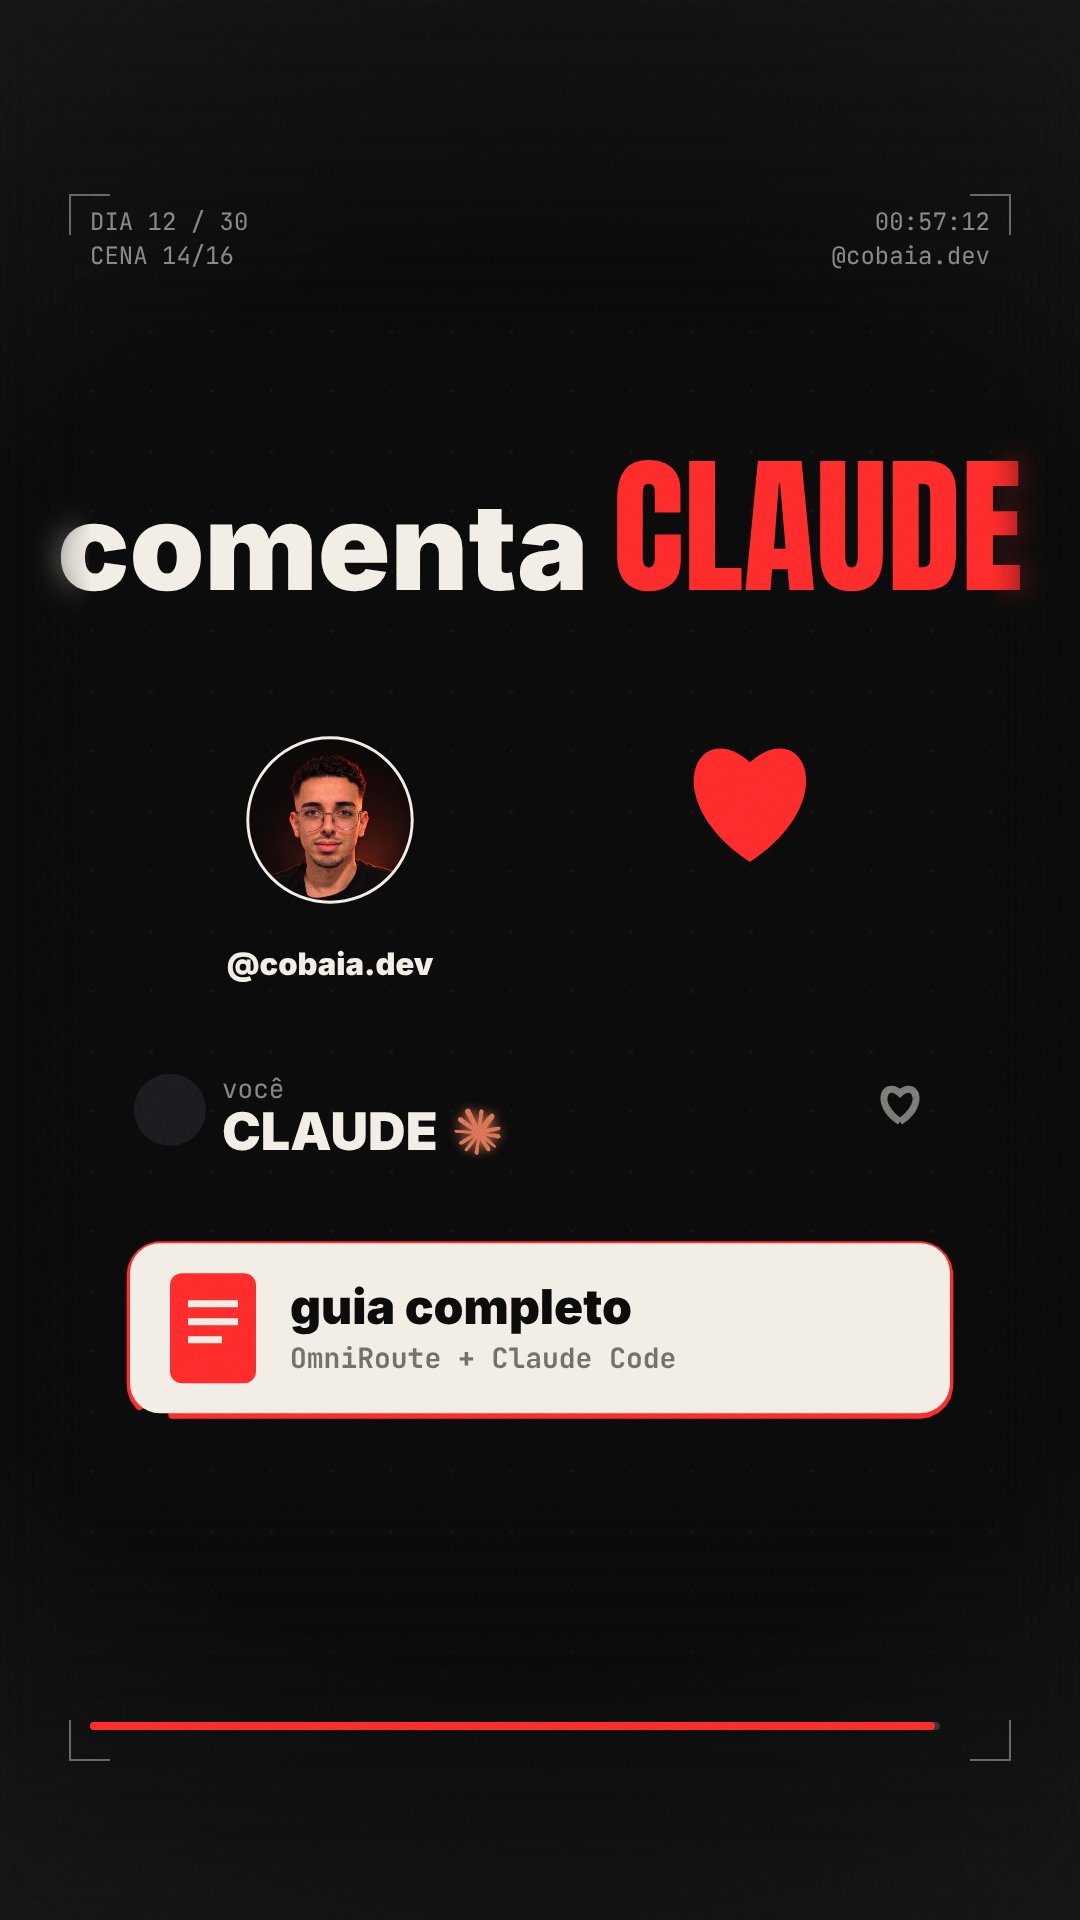 DIA 12 / 30
CENA 14/16
00:57:12
@cobaia.dev
comenta CLAUDE
@cobaia.dev
você
CLAUDE
guia completo
OmniRoute + Claude Code